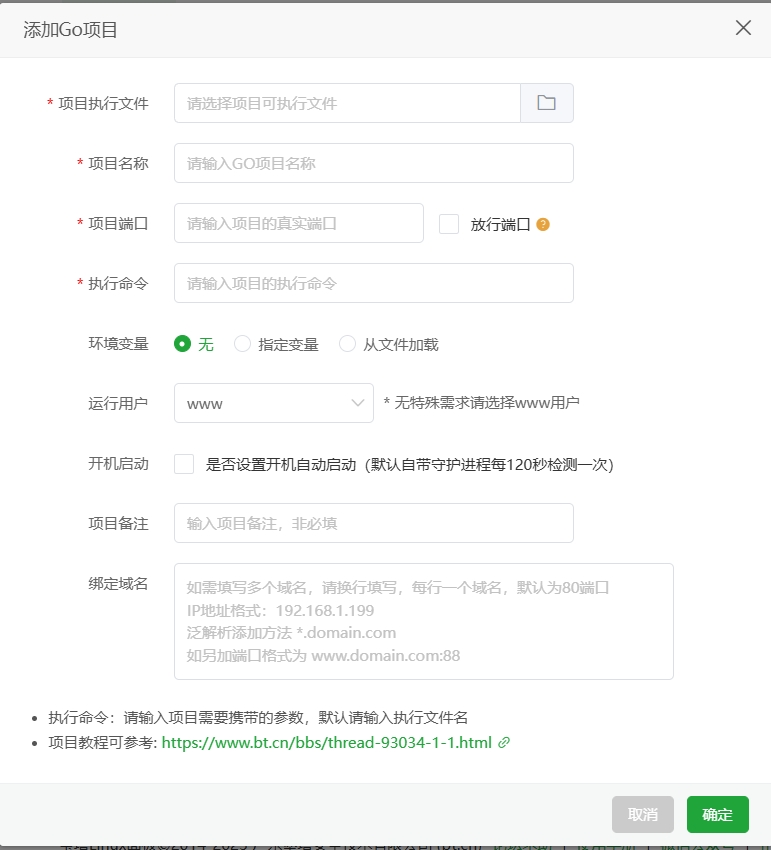 添加Go项目
* 项目执行文件 请选择项目可执行文件
* 项目名称 请输入GO项目名称
* 项目端口 请输入项目的真实端口 放行端口 ?
* 执行命令 请输入项目的执行命令
环境变量 无 指定变量 从文件加载
运行用户 www * 无特殊需求请选择www用户
开机启动 是否设置开机自动启动（默认自带守护进程每120秒检测一次）
项目备注 输入项目备注，非必填
绑定域名 如需填写多个域名，请换行填写，每行一个域名，默认为80端口
IP地址格式：192.168.1.199
泛解析添加方法 *.domain.com
如另加端口格式为 www.domain.com:88
• 执行命令：请输入项目需要携带的参数，默认请输入执行文件名
• 项目教程可参考: https://www.bt.cn/bbs/thread-93034-1-1.html
取消 确定